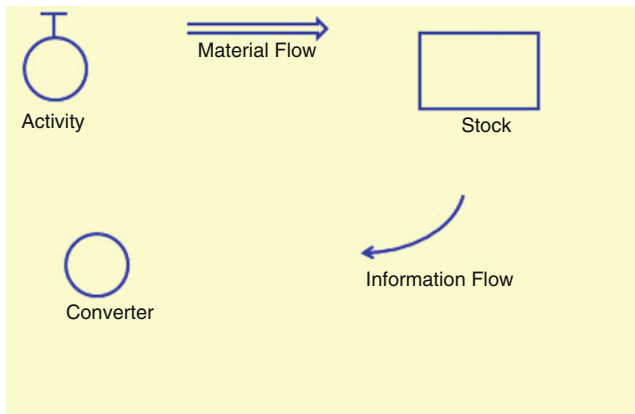 Material Flow
Activity
Stock
Information Flow
Converter